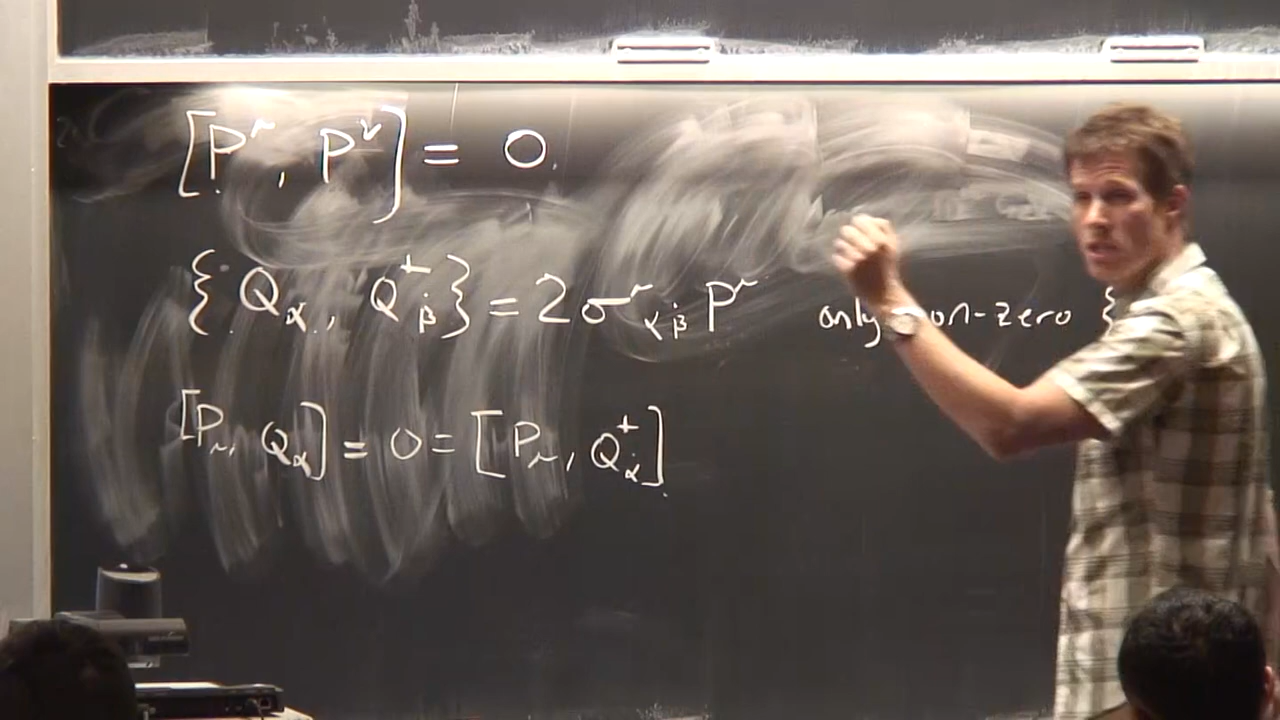 [P^μ, P^ν] = 0
{Q_α, Q^†_β̇} = 2σ^μ_αβ̇ P^μ only non-zero {
[P_μ, Q_α] = 0 = [P_μ, Q^†_α̇]